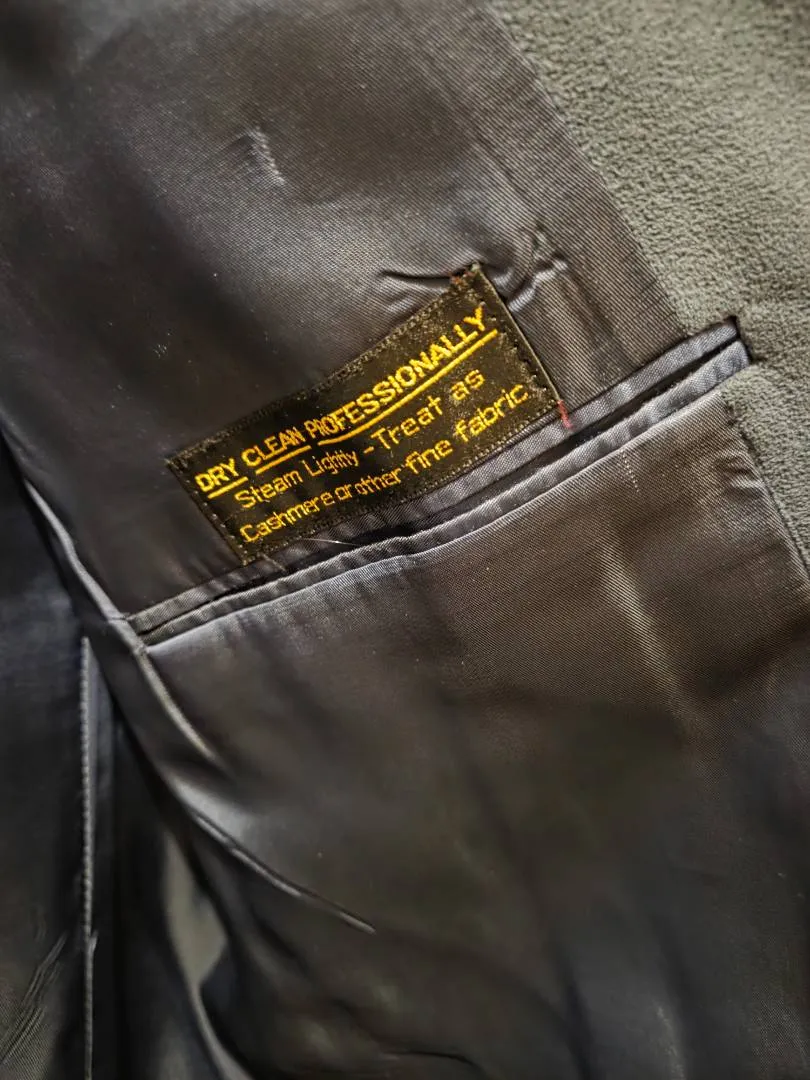 DRY CLEAN PROFESSIONALLY
Steam Lightly - Treat as
Cashmere or other fine fabric